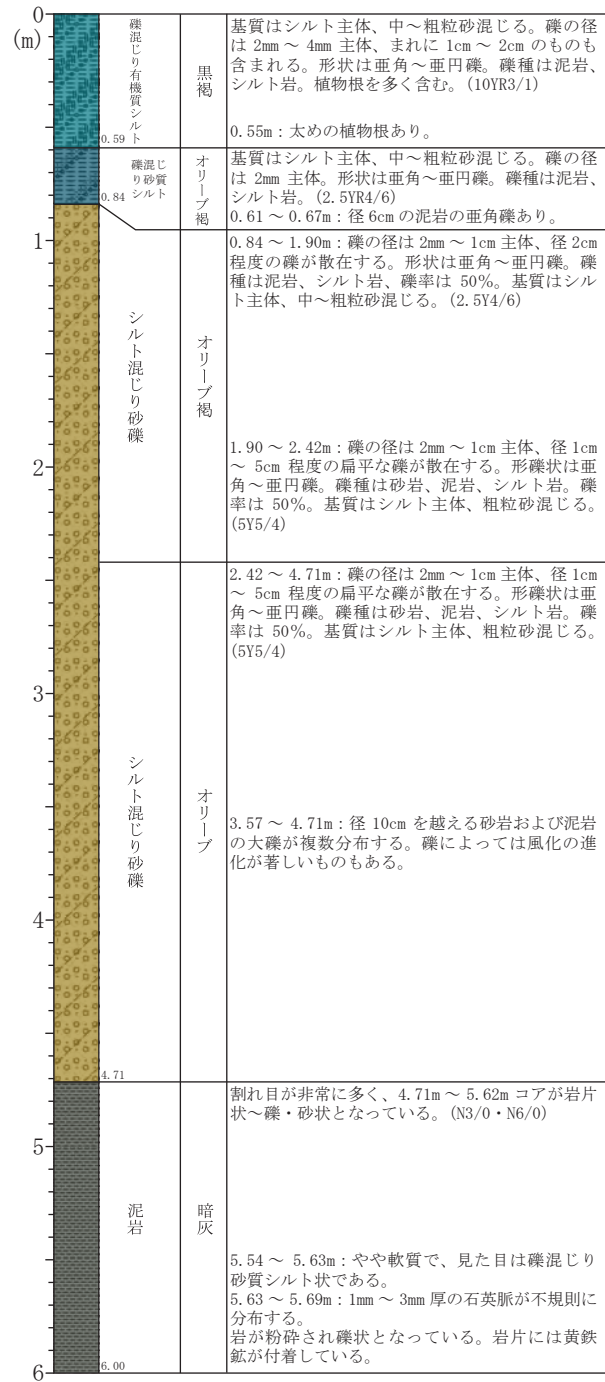 0
(m)
礫混じり有機質シルト
黒褐
基質はシルト主体、中～粗粒砂混じる。礫の径
は 2mm ～ 4mm 主体、まれに 1cm ～ 2cm のものも
含まれる。形状は亜角～亜円礫。礫種は泥岩、
シルト岩。植物根を多く含む。(10YR3/1)
0.55m：太めの植物根あり。
0.59
礫混じ
り砂質
シルト
オリーブ褐
基質はシルト主体、中～粗粒砂混じる。礫の径
は 2mm 主体。形状は亜角～亜円礫。礫種は泥岩、
シルト岩。(2.5YR4/6)
0.61 ～ 0.67m：径 6cm の泥岩の亜角礫あり。
0.84
1
シルト混じり砂礫
オリーブ褐
0.84 ～ 1.90m：礫の径は 2mm ～ 1cm 主体、径 2cm
程度の礫が散在する。形状は亜角～亜円礫。礫
種は泥岩、シルト岩、礫率は 50%。基質はシル
ト主体、中～粗粒砂混じる。(2.5Y4/6)
1.90 ～ 2.42m：礫の径は 2mm ～ 1cm 主体、径 1cm
～ 5cm 程度の扁平な礫が散在する。形礫状は亜
角～亜円礫。礫種は砂岩、泥岩、シルト岩。礫
率は 50%。基質はシルト主体、粗粒砂混じる。
(5Y5/4)
2
シルト混じり砂礫
オリーブ
2.42 ～ 4.71m：礫の径は 2mm ～ 1cm 主体、径 1cm
～ 5cm 程度の扁平な礫が散在する。形礫状は亜
角～亜円礫。礫種は砂岩、泥岩、シルト岩。礫
率は 50%。基質はシルト主体、粗粒砂混じる。
(5Y5/4)
3
3.57 ～ 4.71m：径 10cm を越える砂岩および泥岩
の大礫が複数分布する。礫によっては風化の進
化が著しいものもある。
4
4.71
泥岩
暗灰
割れ目が非常に多く、4.71m ～ 5.62m コアが岩片
状～礫・砂状となっている。(N3/0・N6/0)
5
5.54 ～ 5.63m：やや軟質で、見た目は礫混じり
砂質シルト状である。
5.63 ～ 5.69m：1mm ～ 3mm 厚の石英脈が不規則に
分布する。
岩が粉砕され礫状となっている。岩片には黄鉄
鉱が付着している。
6.00
6